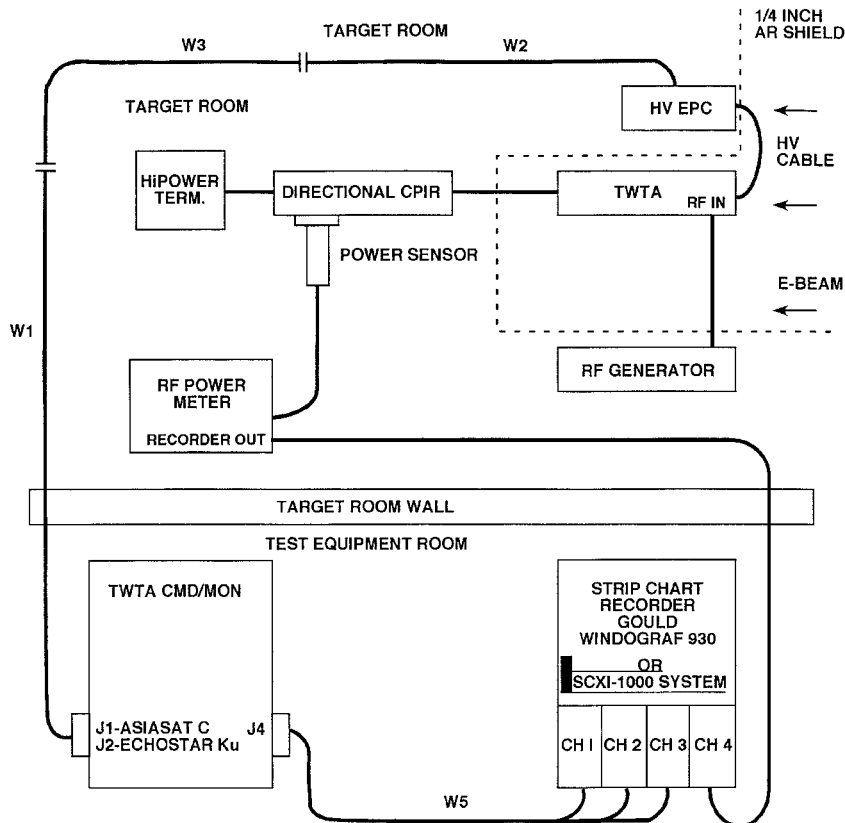 1/4 INCH
AR SHIELD
W3
TARGET ROOM
W2
TARGET ROOM
HV EPC
HV
CABLE
HiPOWER
TERM.
DIRECTIONAL CPIR
TWTA
RF IN
POWER SENSOR
E-BEAM
W1
RF POWER
METER
RECORDER OUT
RF GENERATOR
TARGET ROOM WALL
TEST EQUIPMENT ROOM
TWTA CMD/MON
STRIP CHART
RECORDER
GOULD
WINDOGRAF 930
OR
SCXI-1000 SYSTEM
J1-ASIASAT C
J4
J2-ECHOSTAR Ku
CH I
CH 2
CH 3
CH 4
W5